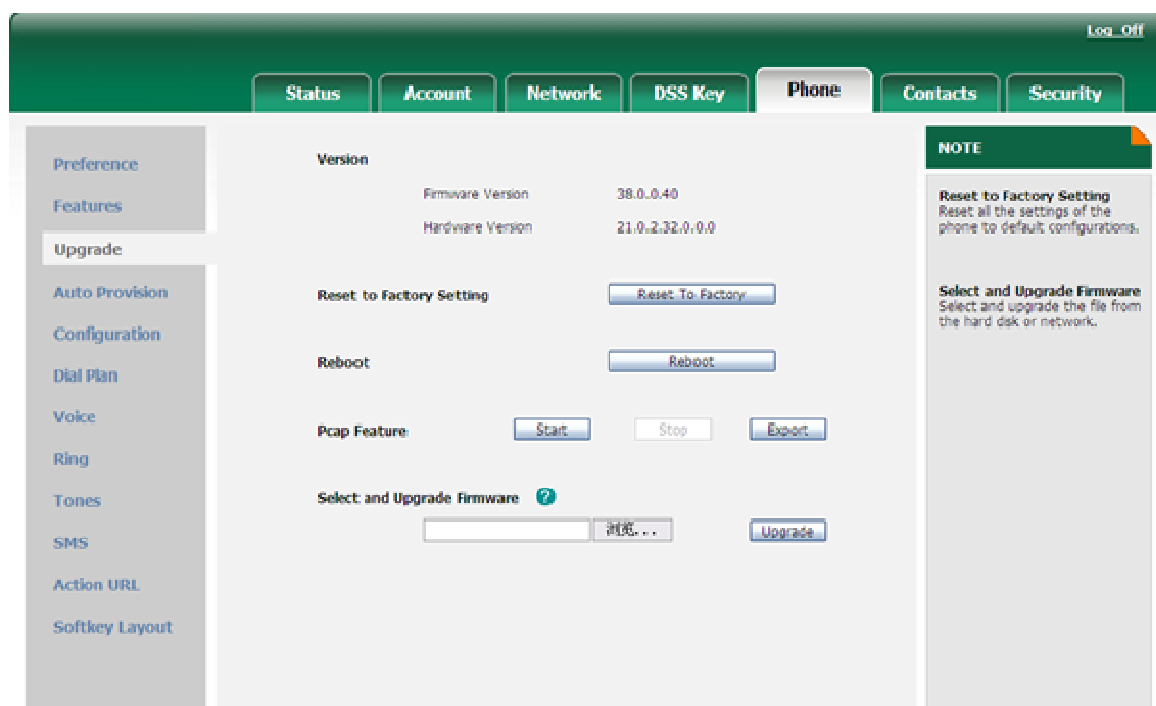 Log Off
Status Account Network DSS Key Phone Contacts Security
Preference
Features
Upgrade
Auto Provision
Configuration
Dial Plan
Voice
Ring
Tones
SMS
Action URL
Softkey Layout
Version
Firmware Version 38.0.0.40
Hardware Version 21.0.2.32.0.0.0
Reset to Factory Setting Reset To Factory
Reboot Reboot
Pcap Feature Start Stop Export
Select and Upgrade Firmware ?
浏览... Upgrade
NOTE
Reset to Factory Setting
Reset all the settings of the
phone to default configurations.
Select and Upgrade Firmware
Select and upgrade the file from
the hard disk or network.